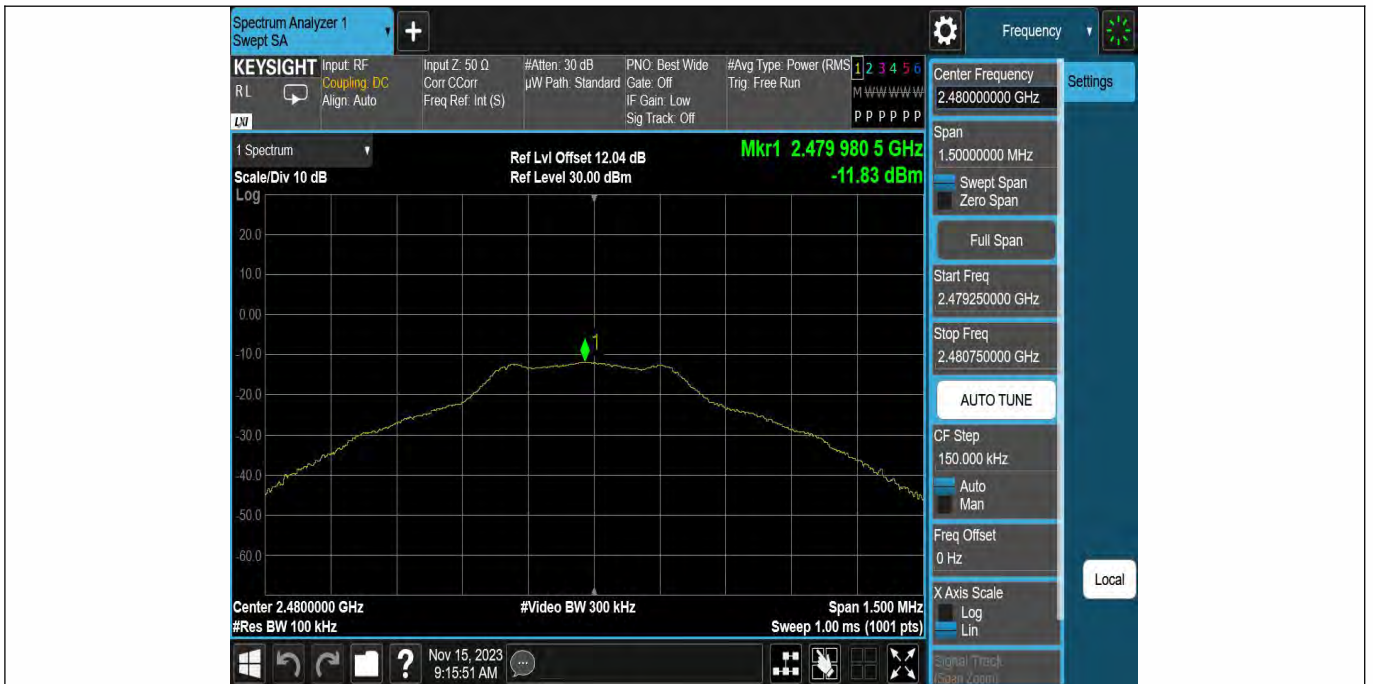 Spectrum Analyzer 1
Swept SA
+
Frequency
KEYSIGHT
R L
LXI
Input: RF
Coupling: DC
Align: Auto
Input Z: 50 Ω
Corr CCorr
Freq Ref: Int (S)
#Atten: 30 dB
µW Path: Standard
PNO: Best Wide
Gate: Off
IF Gain: Low
Sig Track: Off
#Avg Type: Power (RMS
Trig: Free Run
1 2 3 4 5 6
M W W W W W
P P P P P P
1 Spectrum
Scale/Div 10 dB
Log
Ref Lvl Offset 12.04 dB
Ref Level 30.00 dBm
Mkr1 2.479 980 5 GHz
-11.83 dBm
20.0
10.0
0.00
-10.0
-20.0
-30.0
-40.0
-50.0
-60.0
1
Center 2.4800000 GHz
#Res BW 100 kHz
#Video BW 300 kHz
Span 1.500 MHz
Sweep 1.00 ms (1001 pts)
Center Frequency
2.480000000 GHz
Span
1.50000000 MHz
Swept Span
Zero Span
Full Span
Start Freq
2.479250000 GHz
Stop Freq
2.480750000 GHz
AUTO TUNE
CF Step
150.000 kHz
Auto
Man
Freq Offset
0 Hz
X Axis Scale
Log
Lin
Signal Track
(Span Zoom)
Settings
Local
?
Nov 15, 2023
9:15:51 AM